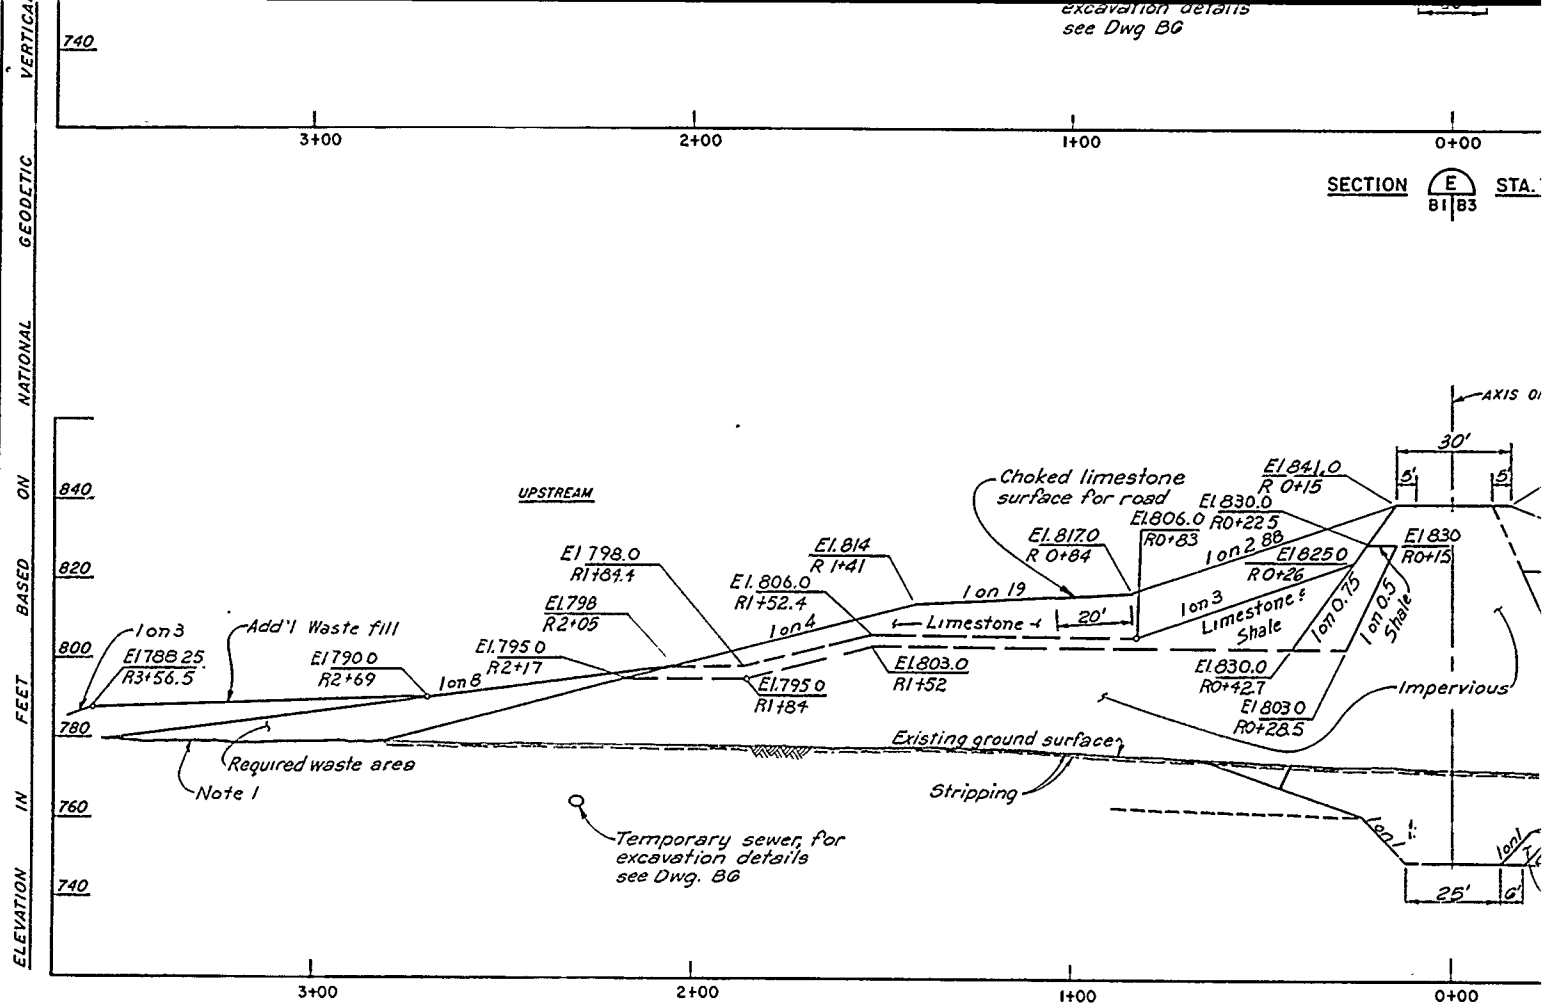 excavation details
see Dwg B6
740
3+00
2+00
1+00
0+00
SECTION E STA.
B1 B3
VERTICAL
GEODETIC
NATIONAL
ON
BASED
FEET
IN
ELEVATION
AXIS
30'
5'
5'
840
820
800
780
760
740
UPSTREAM
Choked limestone
surface for road
El 841.0
R 0+15
El.830.0
R0+22.5
El.806.0
R0+83
El 830
R0+15
El.817.0
R 0+84
1 on 2.88
El 825.0
R0+26
El.814
R 1+41
El 798.0
R1+84.4
El.806.0
R1+52.4
1 on 19
20'
1 on 3
Limestone &
Shale
1 on 0.75
1 on 0.5
Shale
El.798
R2+05
1 on 4
Limestone
1 on 3
Add'l Waste fill
El 788.25
R3+56.5
El 790.0
R2+69
1 on 8
El.795.0
R2+17
El.795.0
R1+84
El.803.0
R1+52
El.830.0
R0+42.7
El 803.0
R0+28.5
Impervious
Required waste area
Note 1
Existing ground surface
Stripping
Temporary sewer, for
excavation details
see Dwg. B6
1 on 1
1 on 1
25'
6'
3+00
2+00
1+00
0+00